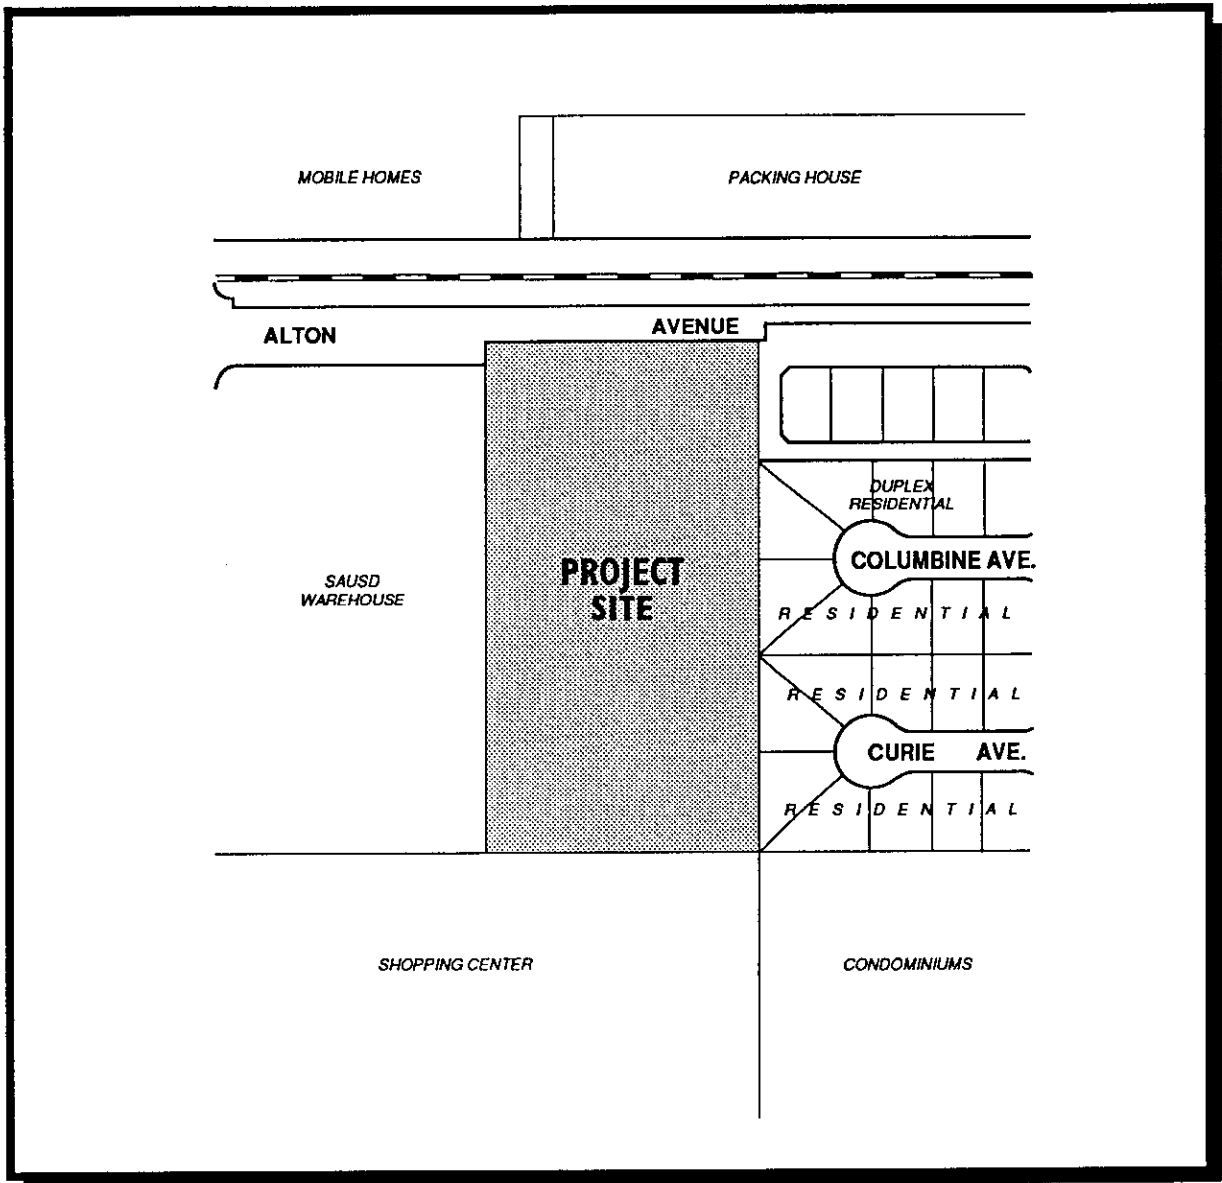 MOBILE HOMES
PACKING HOUSE
ALTON AVENUE
DUPLEX
RESIDENTIAL
COLUMBINE AVE.
PROJECT
SITE
SAUSD
WAREHOUSE
RESIDENTIAL
RESIDENTIAL
CURIE AVE.
RESIDENTIAL
SHOPPING CENTER
CONDOMINIUMS